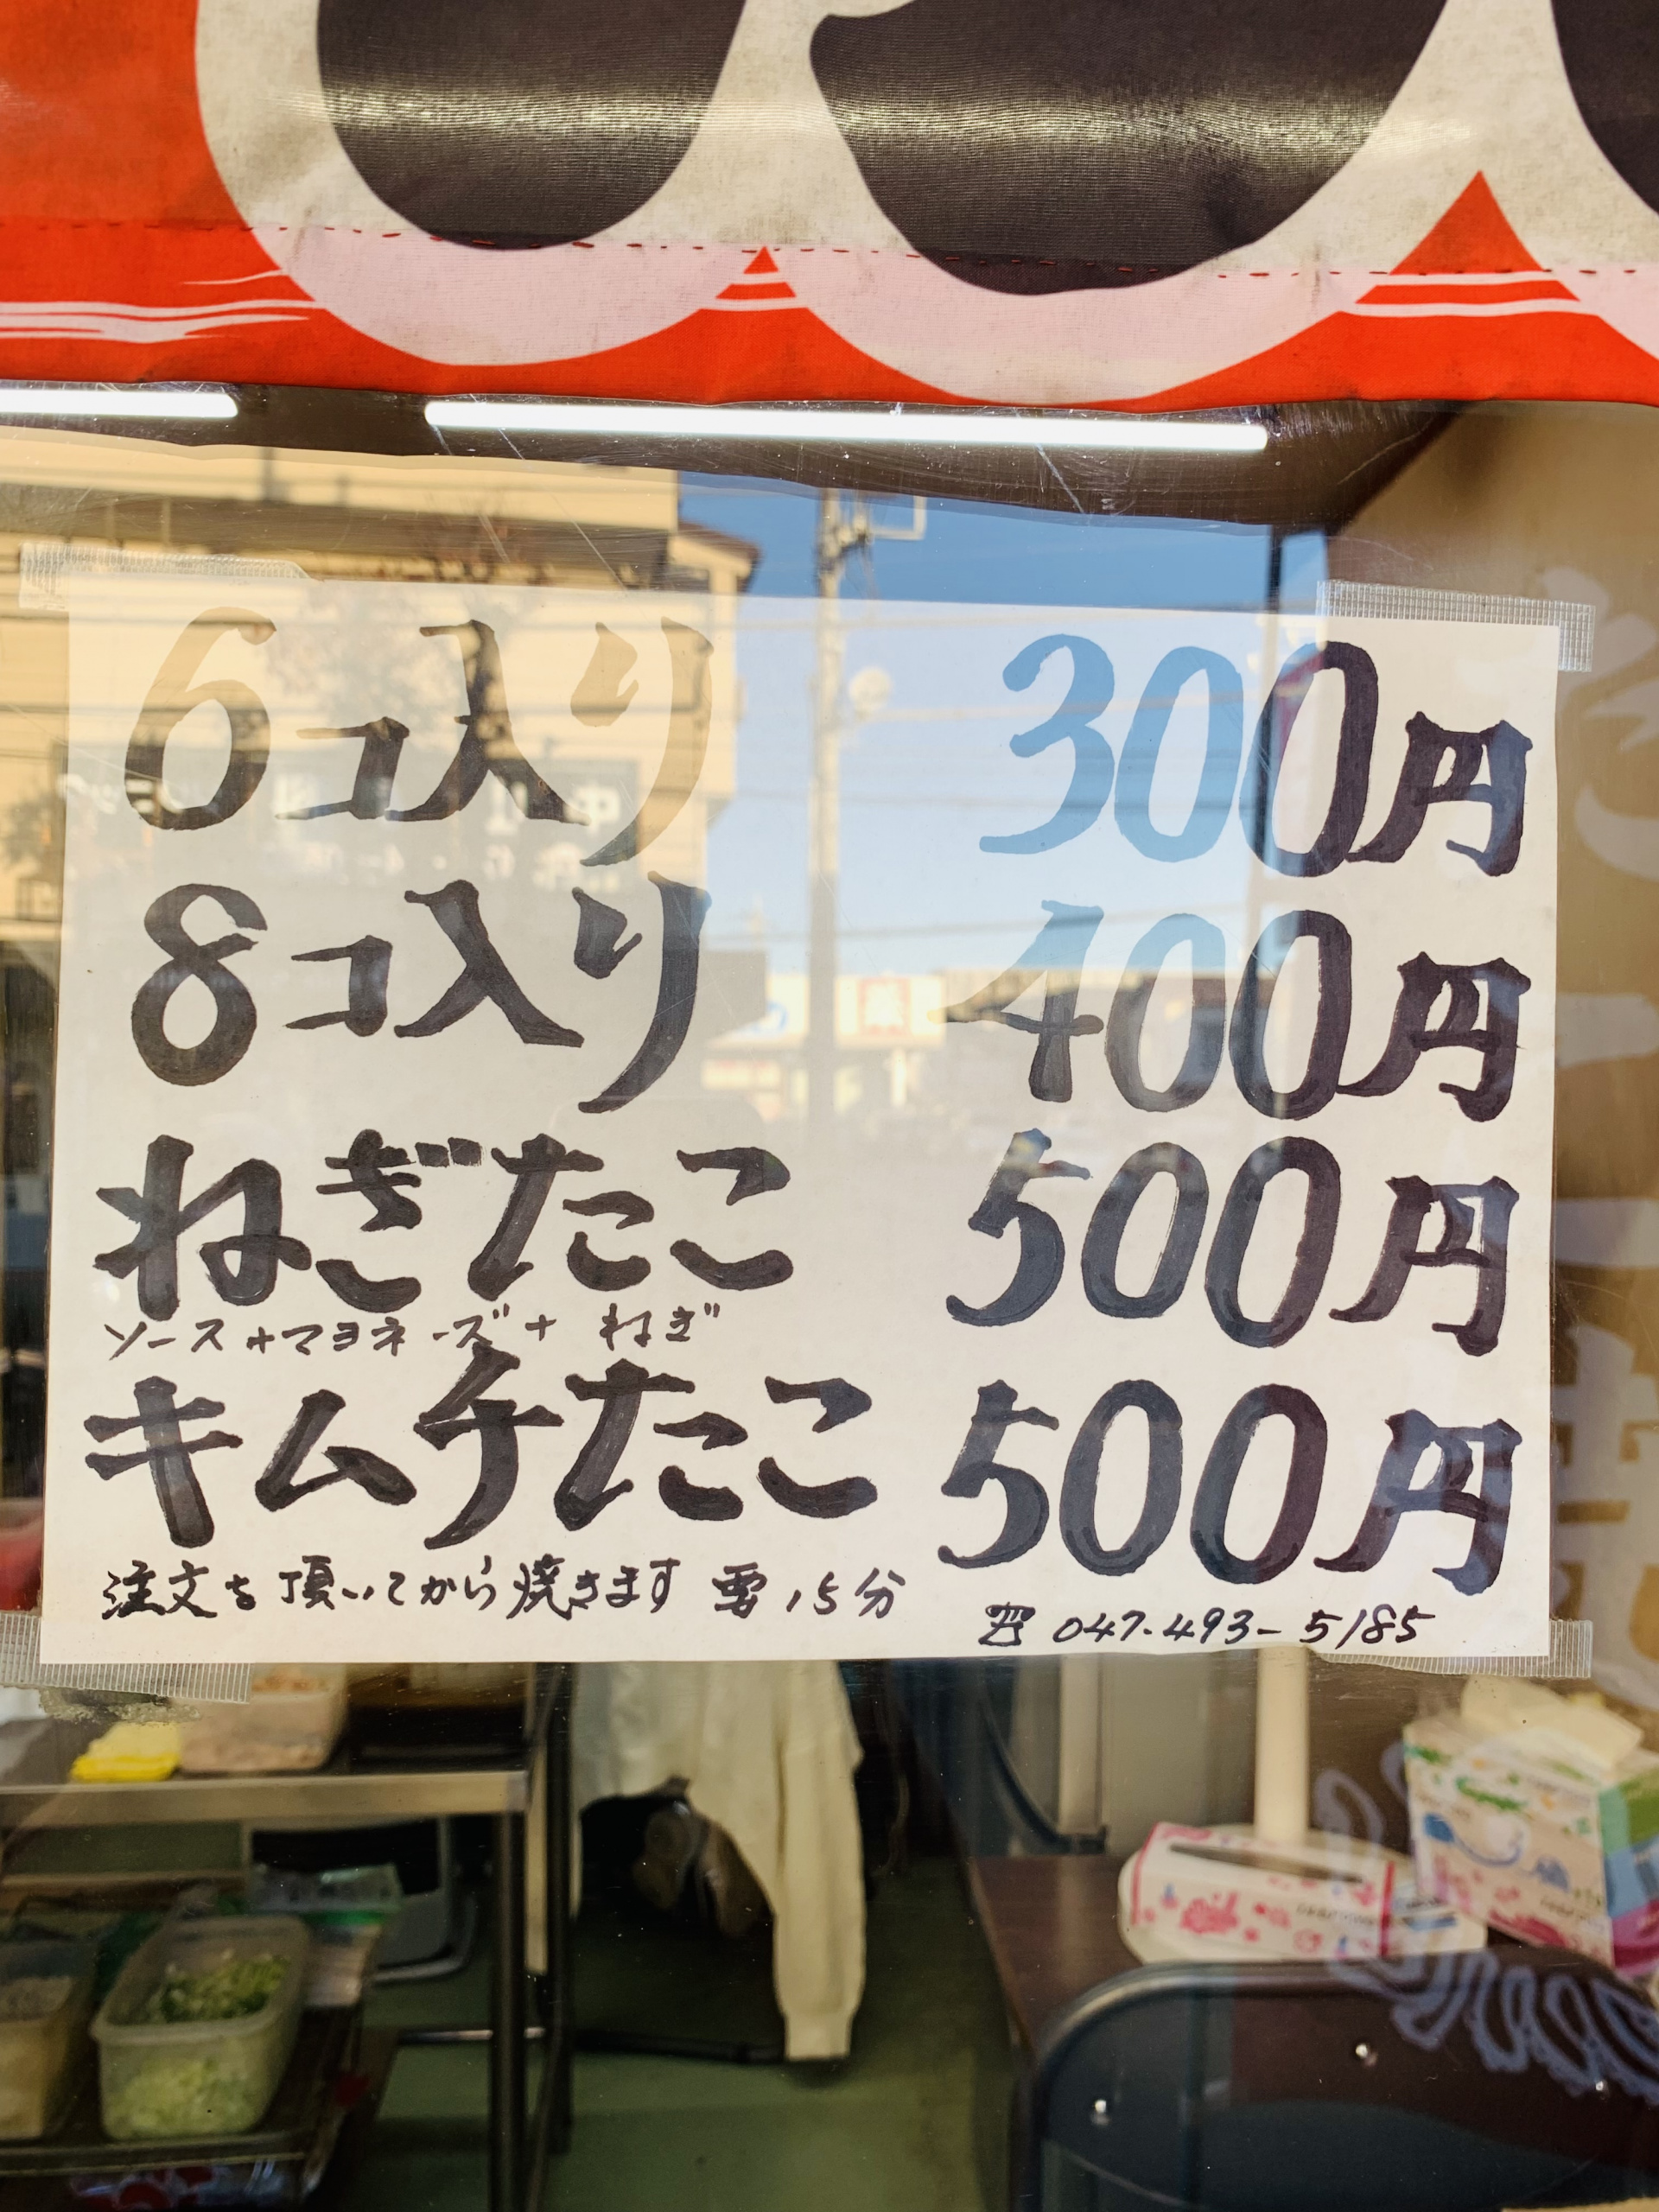 6コ入り 300円
8コ入り 400円
ねぎたこ 500円
ソース+マヨネーズ+ねぎ
キムチたこ 500円
注文を頂いてから焼きます 要15分
☎ 047-493-5185